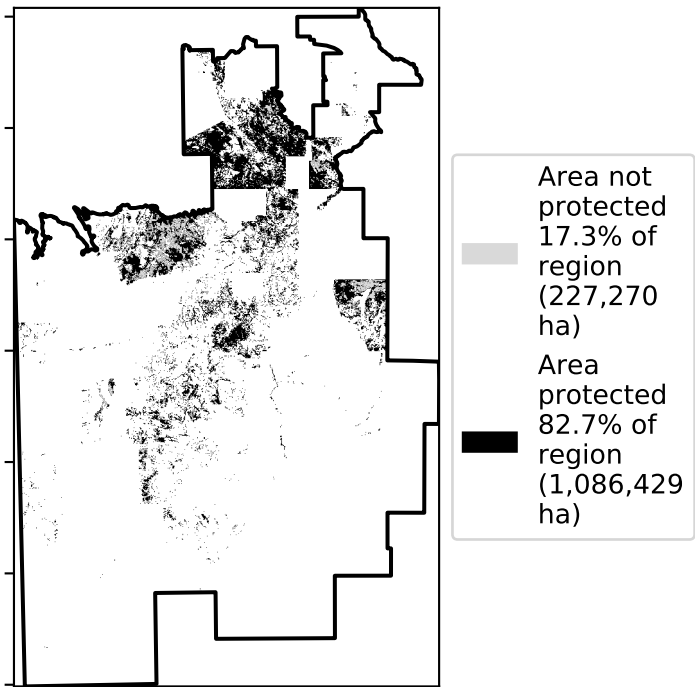 Area not
protected
17.3% of
region
(227,270
ha)
Area
protected
82.7% of
region
(1,086,429
ha)